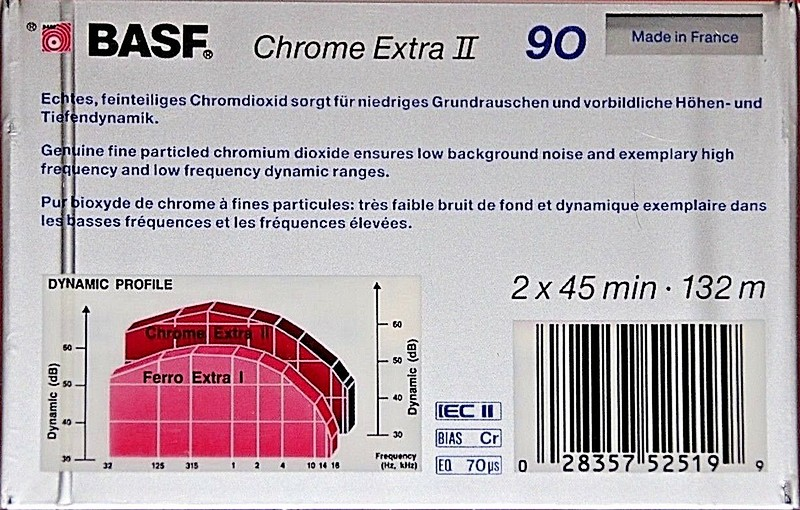 ® BASF® Chrome Extra II 90 Made in France
Echtes, feinteiliges Chromdioxid sorgt für niedriges Grundrauschen und vorbildliche Höhen- und
Tiefendynamik.
Genuine fine particled chromium dioxide ensures low background noise and exemplary high
frequency and low frequency dynamic ranges.
Pur bioxyde de chrome à fines particules: très faible bruit de fond et dynamique exemplaire dans
les basses fréquences et les fréquences élevées.
DYNAMIC PROFILE
2 x 45 min · 132 m
Chrome Extra II
Ferro Extra I
Dynamic (dB)
60
50
40
30
32 125 315 1 2 4 10 14 16
Frequency
(Hz, kHz)
60
50
40
30
Dynamic (dB)
IEC II
BIAS Cr
EQ 70µs
0 28357 52519 9